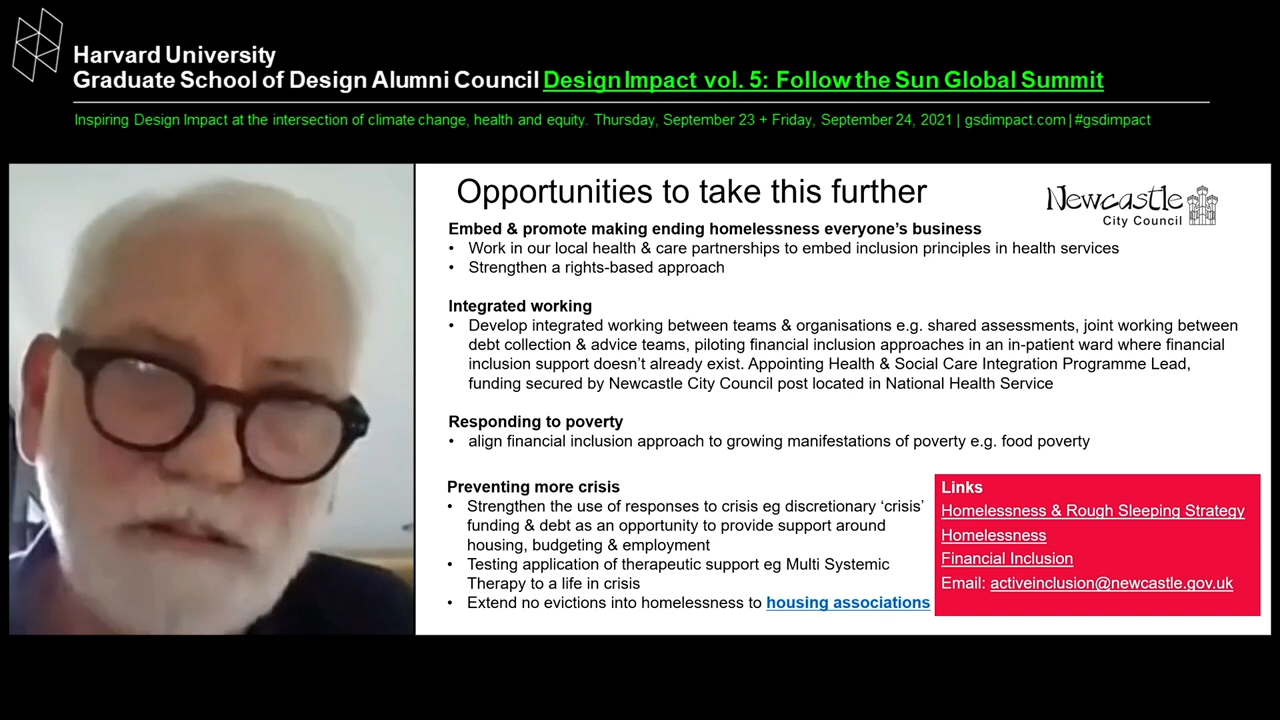 Harvard University
Graduate School of Design Alumni Council Design Impact vol. 5: Follow the Sun Global Summit
Inspiring Design Impact at the intersection of climate change, health and equity. Thursday, September 23 + Friday, September 24, 2021 | gsdimpact.com | #gsdimpact
Opportunities to take this further
Newcastle
City Council
Embed & promote making ending homelessness everyone’s business
• Work in our local health & care partnerships to embed inclusion principles in health services
• Strengthen a rights-based approach
Integrated working
• Develop integrated working between teams & organisations e.g. shared assessments, joint working between
debt collection & advice teams, piloting financial inclusion approaches in an in-patient ward where financial
inclusion support doesn’t already exist. Appointing Health & Social Care Integration Programme Lead,
funding secured by Newcastle City Council post located in National Health Service
Responding to poverty
• align financial inclusion approach to growing manifestations of poverty e.g. food poverty
Preventing more crisis
• Strengthen the use of responses to crisis eg discretionary ‘crisis’
funding & debt as an opportunity to provide support around
housing, budgeting & employment
• Testing application of therapeutic support eg Multi Systemic
Therapy to a life in crisis
• Extend no evictions into homelessness to housing associations
Links
Homelessness & Rough Sleeping Strategy
Homelessness
Financial Inclusion
Email: activeinclusion@newcastle.gov.uk